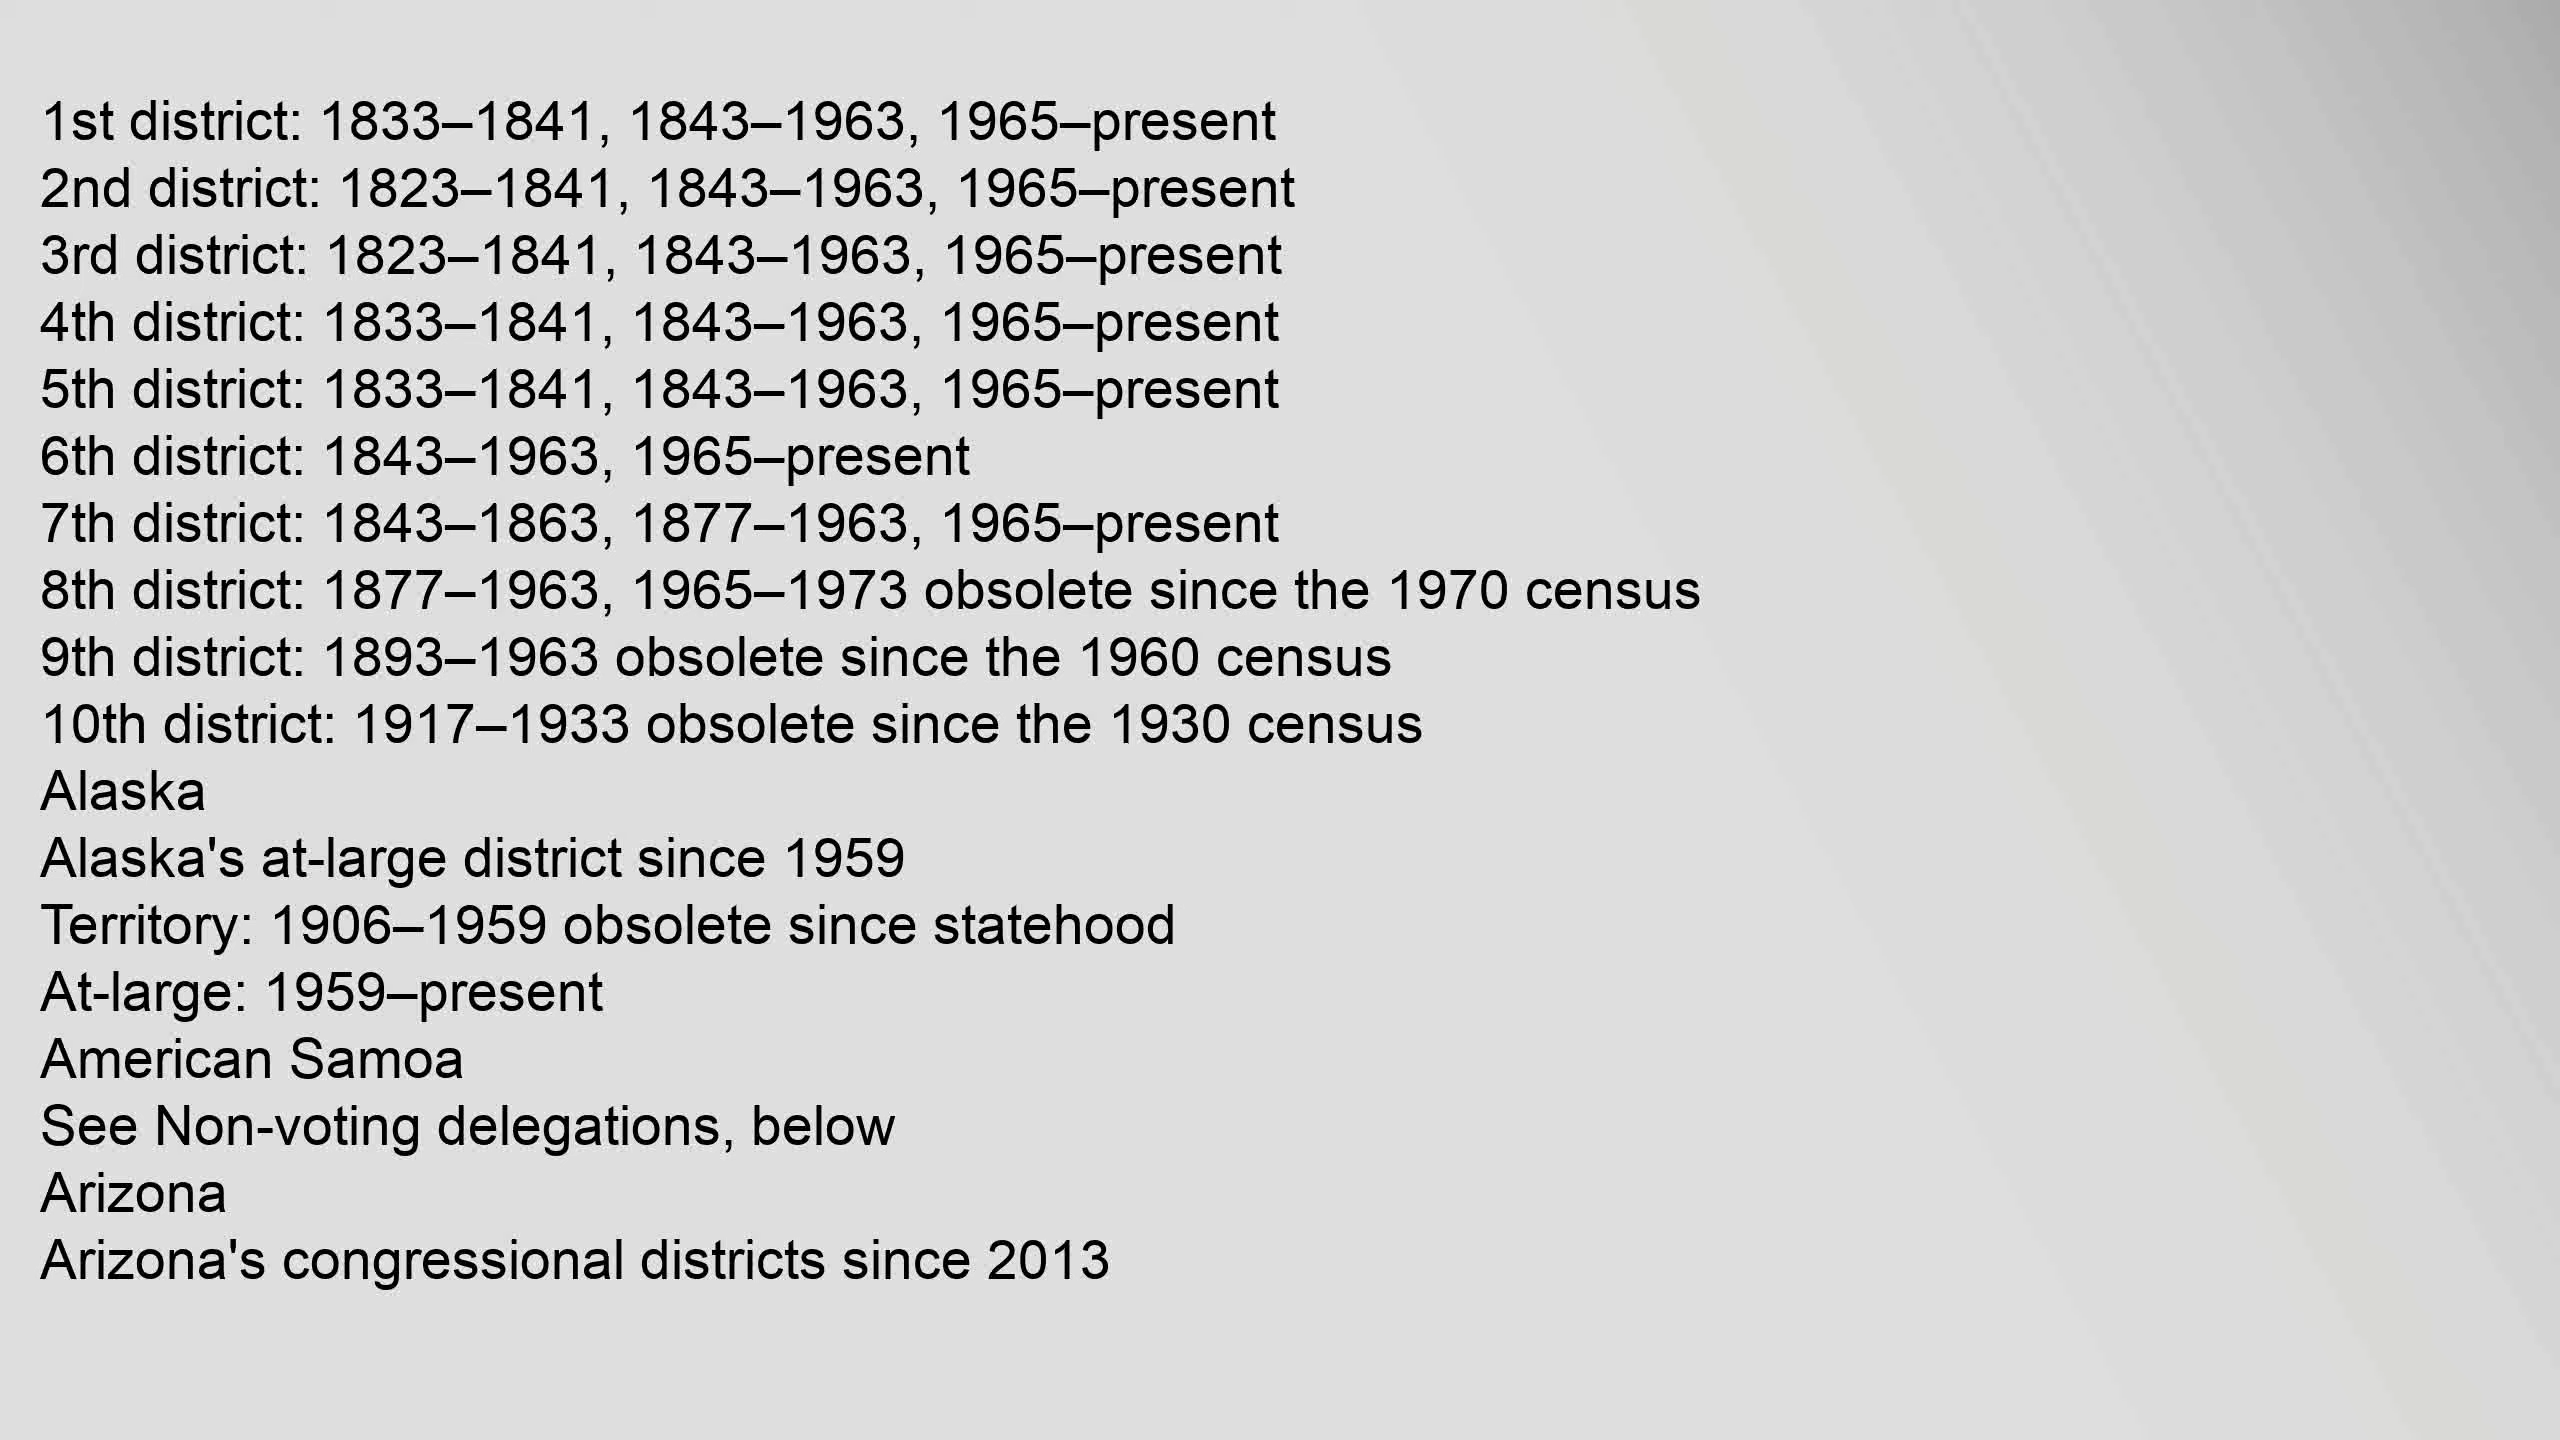 1st district: 1833–1841, 1843–1963, 1965–present
2nd district: 1823–1841, 1843–1963, 1965–present
3rd district: 1823–1841, 1843–1963, 1965–present
4th district: 1833–1841, 1843–1963, 1965–present
5th district: 1833–1841, 1843–1963, 1965–present
6th district: 1843–1963, 1965–present
7th district: 1843–1863, 1877–1963, 1965–present
8th district: 1877–1963, 1965–1973 obsolete since the 1970 census
9th district: 1893–1963 obsolete since the 1960 census
10th district: 1917–1933 obsolete since the 1930 census
Alaska
Alaska's at-large district since 1959
Territory: 1906–1959 obsolete since statehood
At-large: 1959–present
American Samoa
See Non-voting delegations, below
Arizona
Arizona's congressional districts since 2013